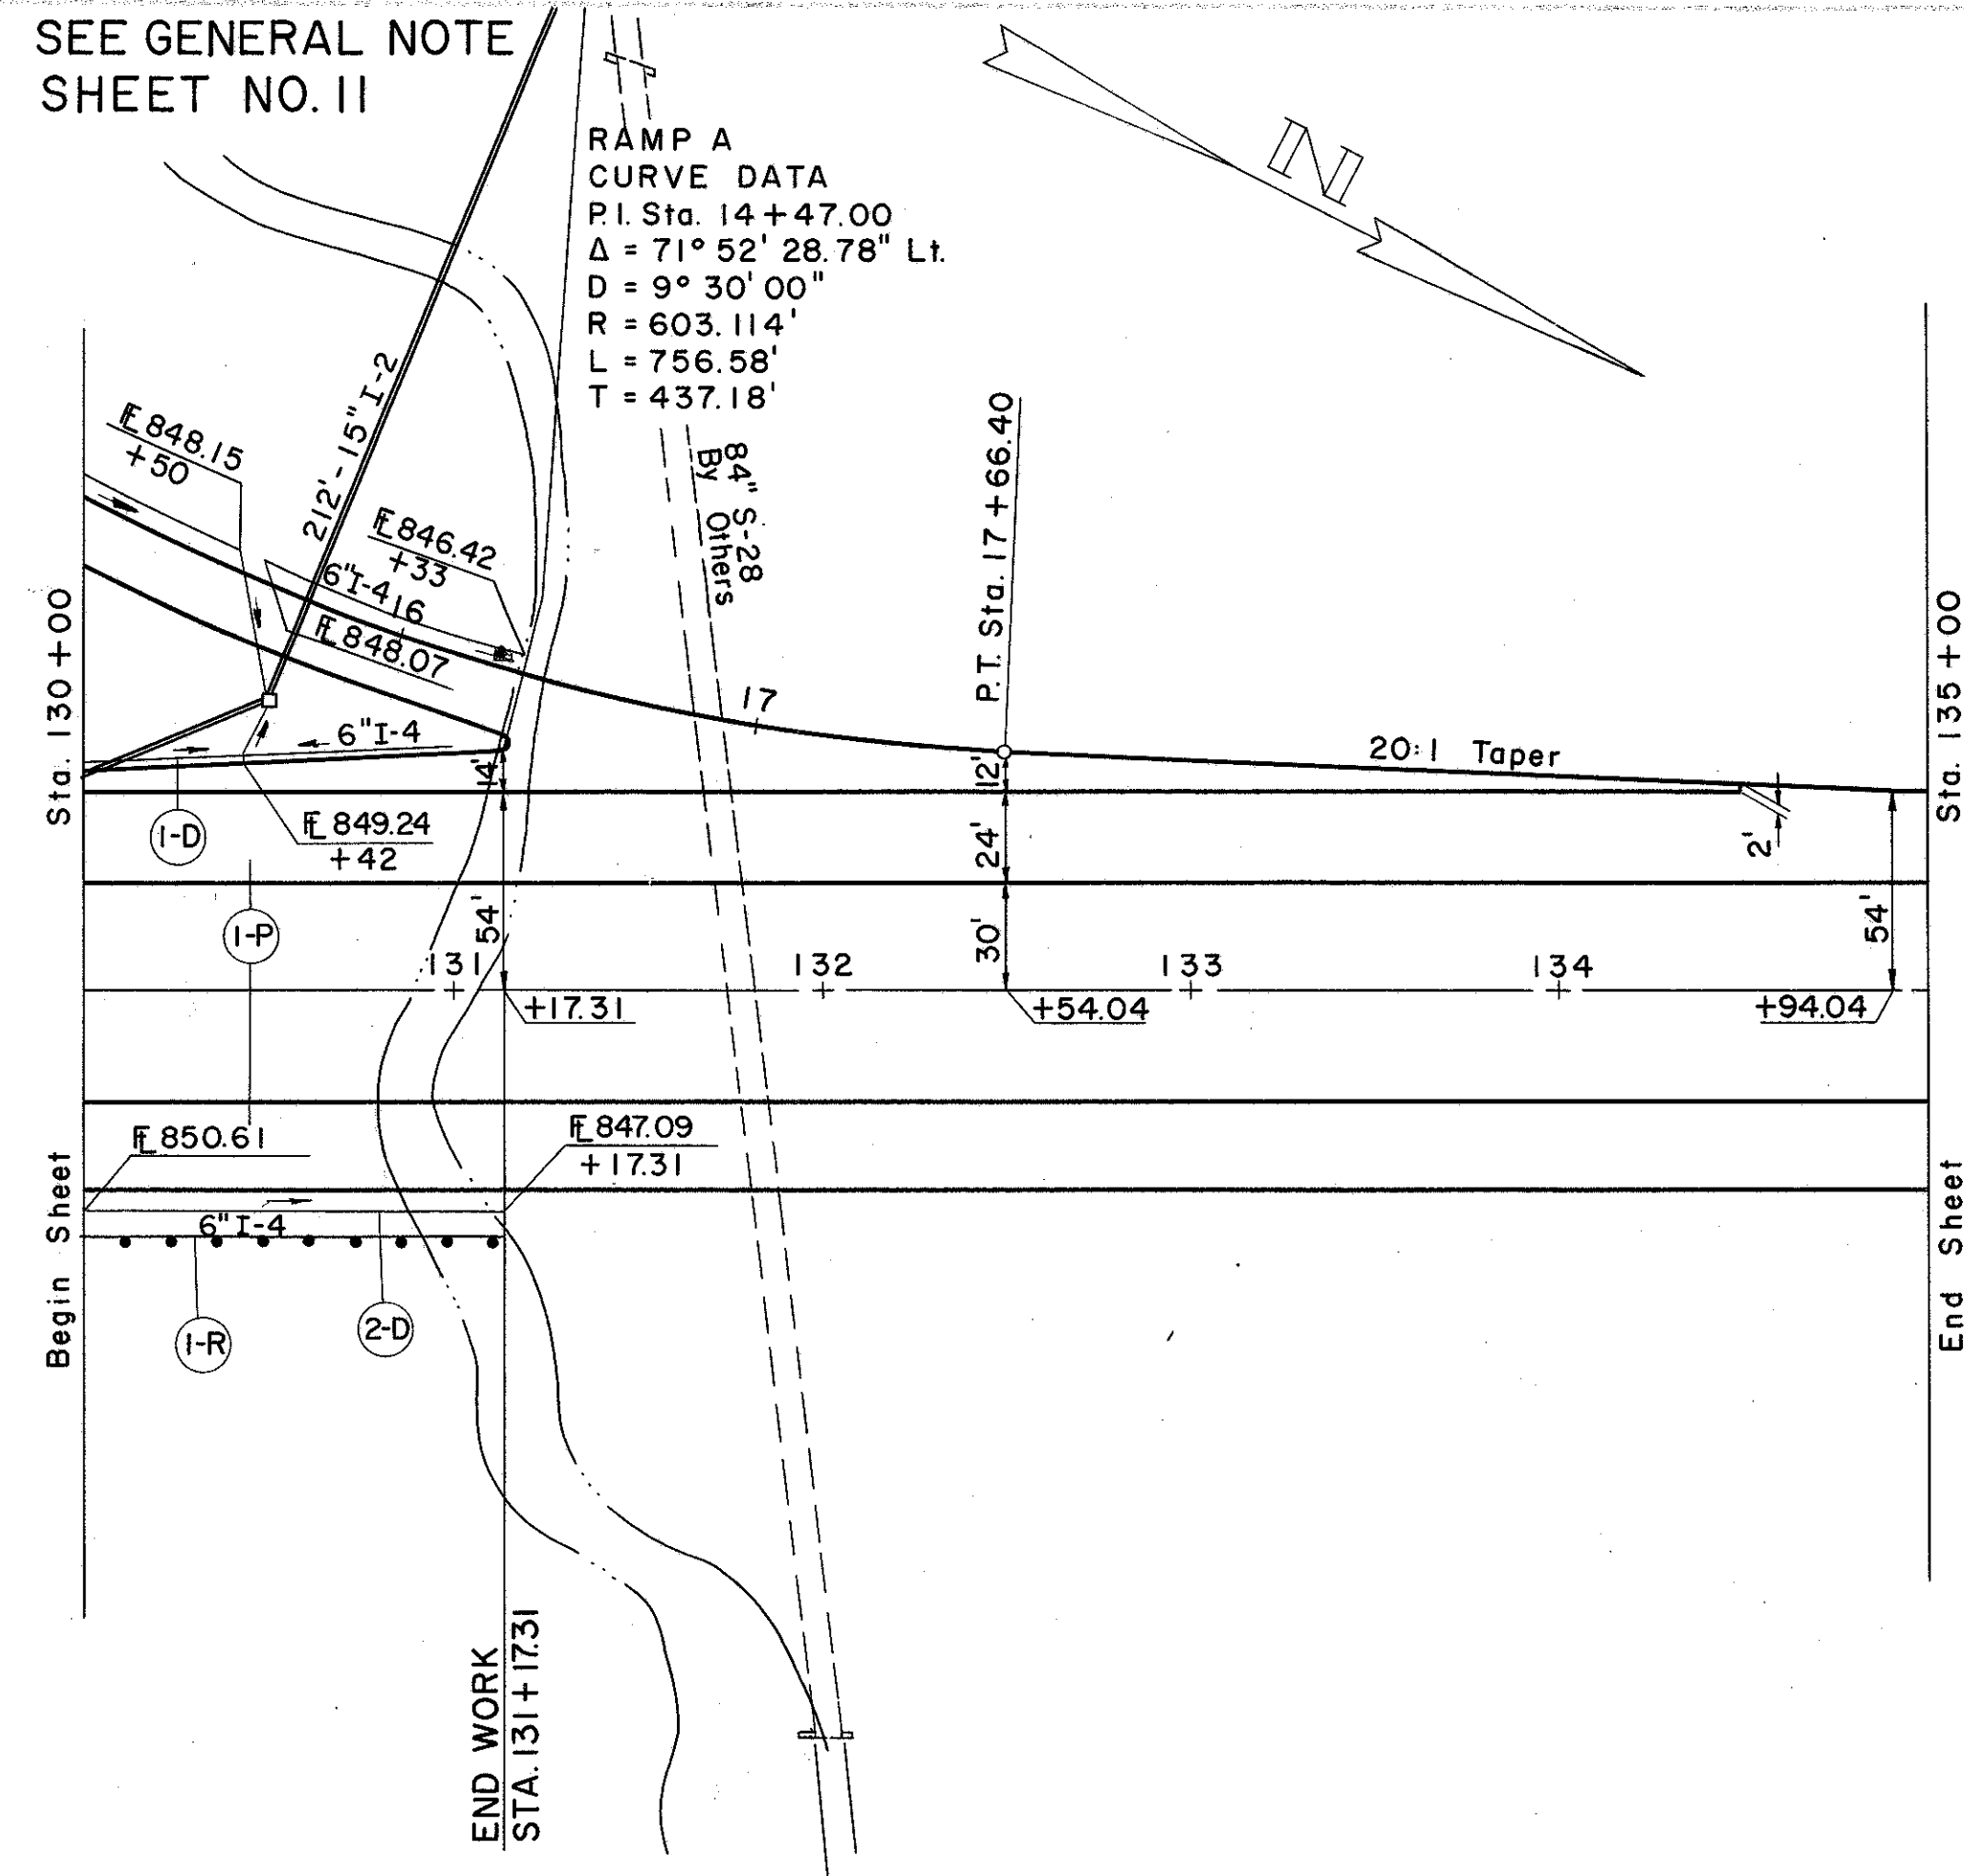 SEE GENERAL NOTE
SHEET NO. 11
N
RAMP A
CURVE DATA
P.I. Sta. 14+47.00
Δ = 71° 52' 28.78" Lt.
D = 9° 30' 00"
R = 603.114'
L = 756.58'
T = 437.18'
212'-15" I-2
FL 848.15
+50
FL 846.42
+33
6" I-4
16
FL 848.07
84" S-28
By Others
P.T. Sta. 17+66.40
17
20:1 Taper
Sta. 130+00
Sta. 135+00
6" I-4
14'
12'
2'
1-D
FL 849.24
+42
24'
54'
1-P
54'
30'
131
132
133
134
+17.31
+54.04
+94.04
FL 850.61
FL 847.09
+17.31
6" I-4
Begin Sheet
End Sheet
1-R
2-D
END WORK
STA. 131+17.31